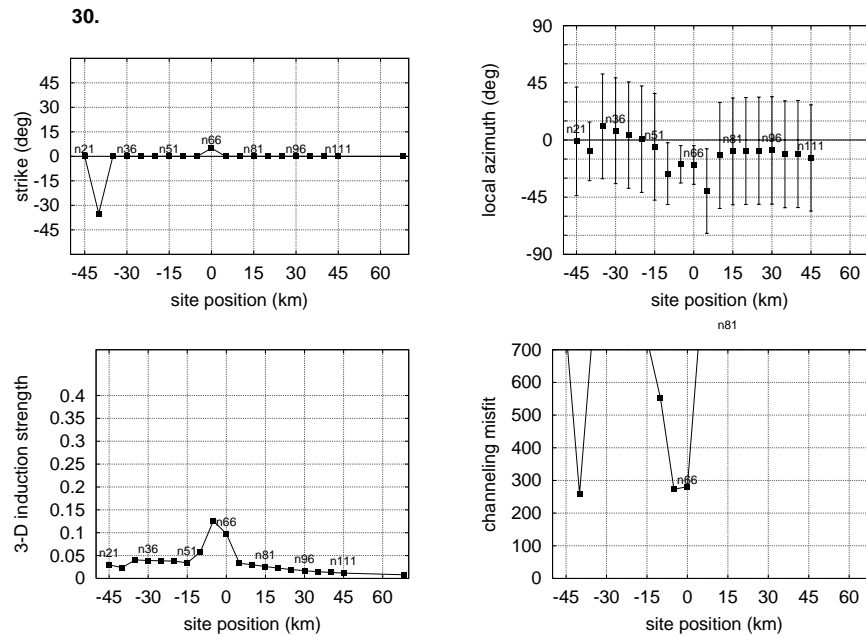 30.
45
30
15
0
-15
-30
-45
strike (deg)
n21
n36
n51
n66
n81
n96
n111
-45 -30 -15 0 15 30 45 60
site position (km)
90
45
0
-45
-90
local azimuth (deg)
n21
n36
n51
n66
n81
n96
n111
-45 -30 -15 0 15 30 45 60
site position (km)
0.4
0.35
0.3
0.25
0.2
0.15
0.1
0.05
0
3-D induction strength
n21
n36
n51
n66
n81
n96
n111
-45 -30 -15 0 15 30 45 60
site position (km)
n81
700
600
500
400
300
200
100
0
channeling misfit
n66
-45 -30 -15 0 15 30 45 60
site position (km)